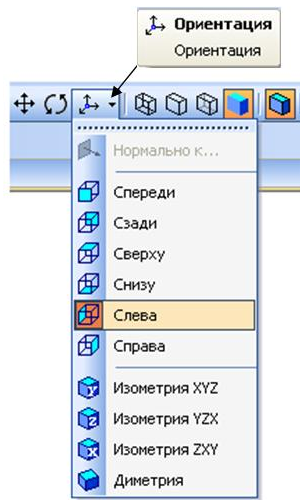 Ориентация
Ориентация
Нормально к...
Спереди
Сзади
Сверху
Снизу
Слева
Справа
Изометрия XYZ
Изометрия YZX
Изометрия ZXY
Диметрия